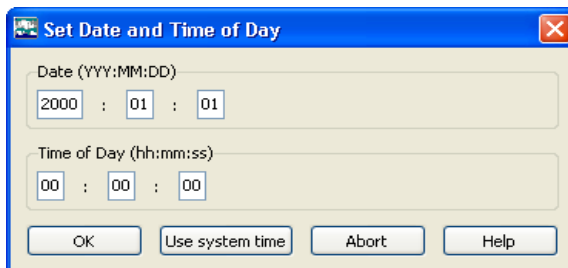 Set Date and Time of Day
Date (YYY:MM:DD)
2000 : 01 : 01
Time of Day (hh:mm:ss)
00 : 00 : 00
OK Use system time Abort Help